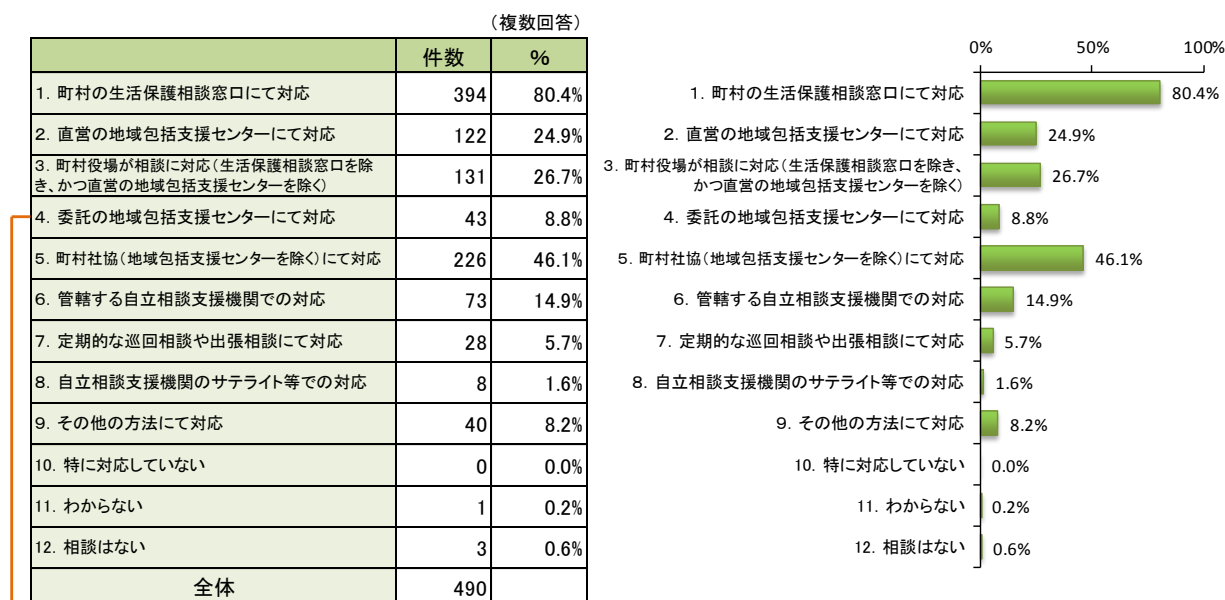 （複数回答）
件数 %
1. 町村の生活保護相談窓口にて対応 394 80.4%
2. 直営の地域包括支援センターにて対応 122 24.9%
3. 町村役場が相談に対応（生活保護相談窓口を除
き、かつ直営の地域包括支援センターを除く） 131 26.7%
4. 委託の地域包括支援センターにて対応 43 8.8%
5. 町村社協（地域包括支援センターを除く）にて対応 226 46.1%
6. 管轄する自立相談支援機関での対応 73 14.9%
7. 定期的な巡回相談や出張相談にて対応 28 5.7%
8. 自立相談支援機関のサテライト等での対応 8 1.6%
9. その他の方法にて対応 40 8.2%
10. 特に対応していない 0 0.0%
11. わからない 1 0.2%
12. 相談はない 3 0.6%
全体 490
0% 50% 100%
1. 町村の生活保護相談窓口にて対応 80.4%
2. 直営の地域包括支援センターにて対応 24.9%
3. 町村役場が相談に対応（生活保護相談窓口を除き、
かつ直営の地域包括支援センターを除く） 26.7%
4. 委託の地域包括支援センターにて対応 8.8%
5. 町村社協（地域包括支援センターを除く）にて対応 46.1%
6. 管轄する自立相談支援機関での対応 14.9%
7. 定期的な巡回相談や出張相談にて対応 5.7%
8. 自立相談支援機関のサテライト等での対応 1.6%
9. その他の方法にて対応 8.2%
10. 特に対応していない 0.0%
11. わからない 0.2%
12. 相談はない 0.6%